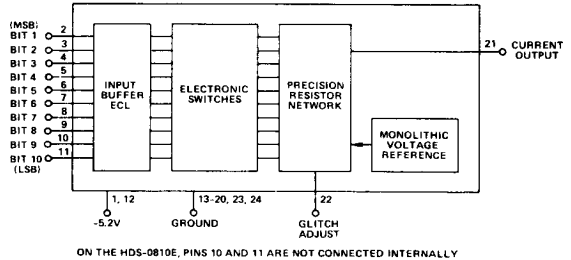 (MSB)
BIT 1 2
BIT 2 3
BIT 3 4
BIT 4 5
BIT 5 6
BIT 6 7
BIT 7 8
BIT 8 9
BIT 9 10
BIT 10 11
(LSB)
INPUT
BUFFER
ECL
ELECTRONIC
SWITCHES
PRECISION
RESISTOR
NETWORK
MONOLITHIC
VOLTAGE
REFERENCE
21
CURRENT
OUTPUT
1, 12
-5.2V
13-20, 23, 24
GROUND
22
GLITCH
ADJUST
ON THE HDS-0810E, PINS 10 AND 11 ARE NOT CONNECTED INTERNALLY